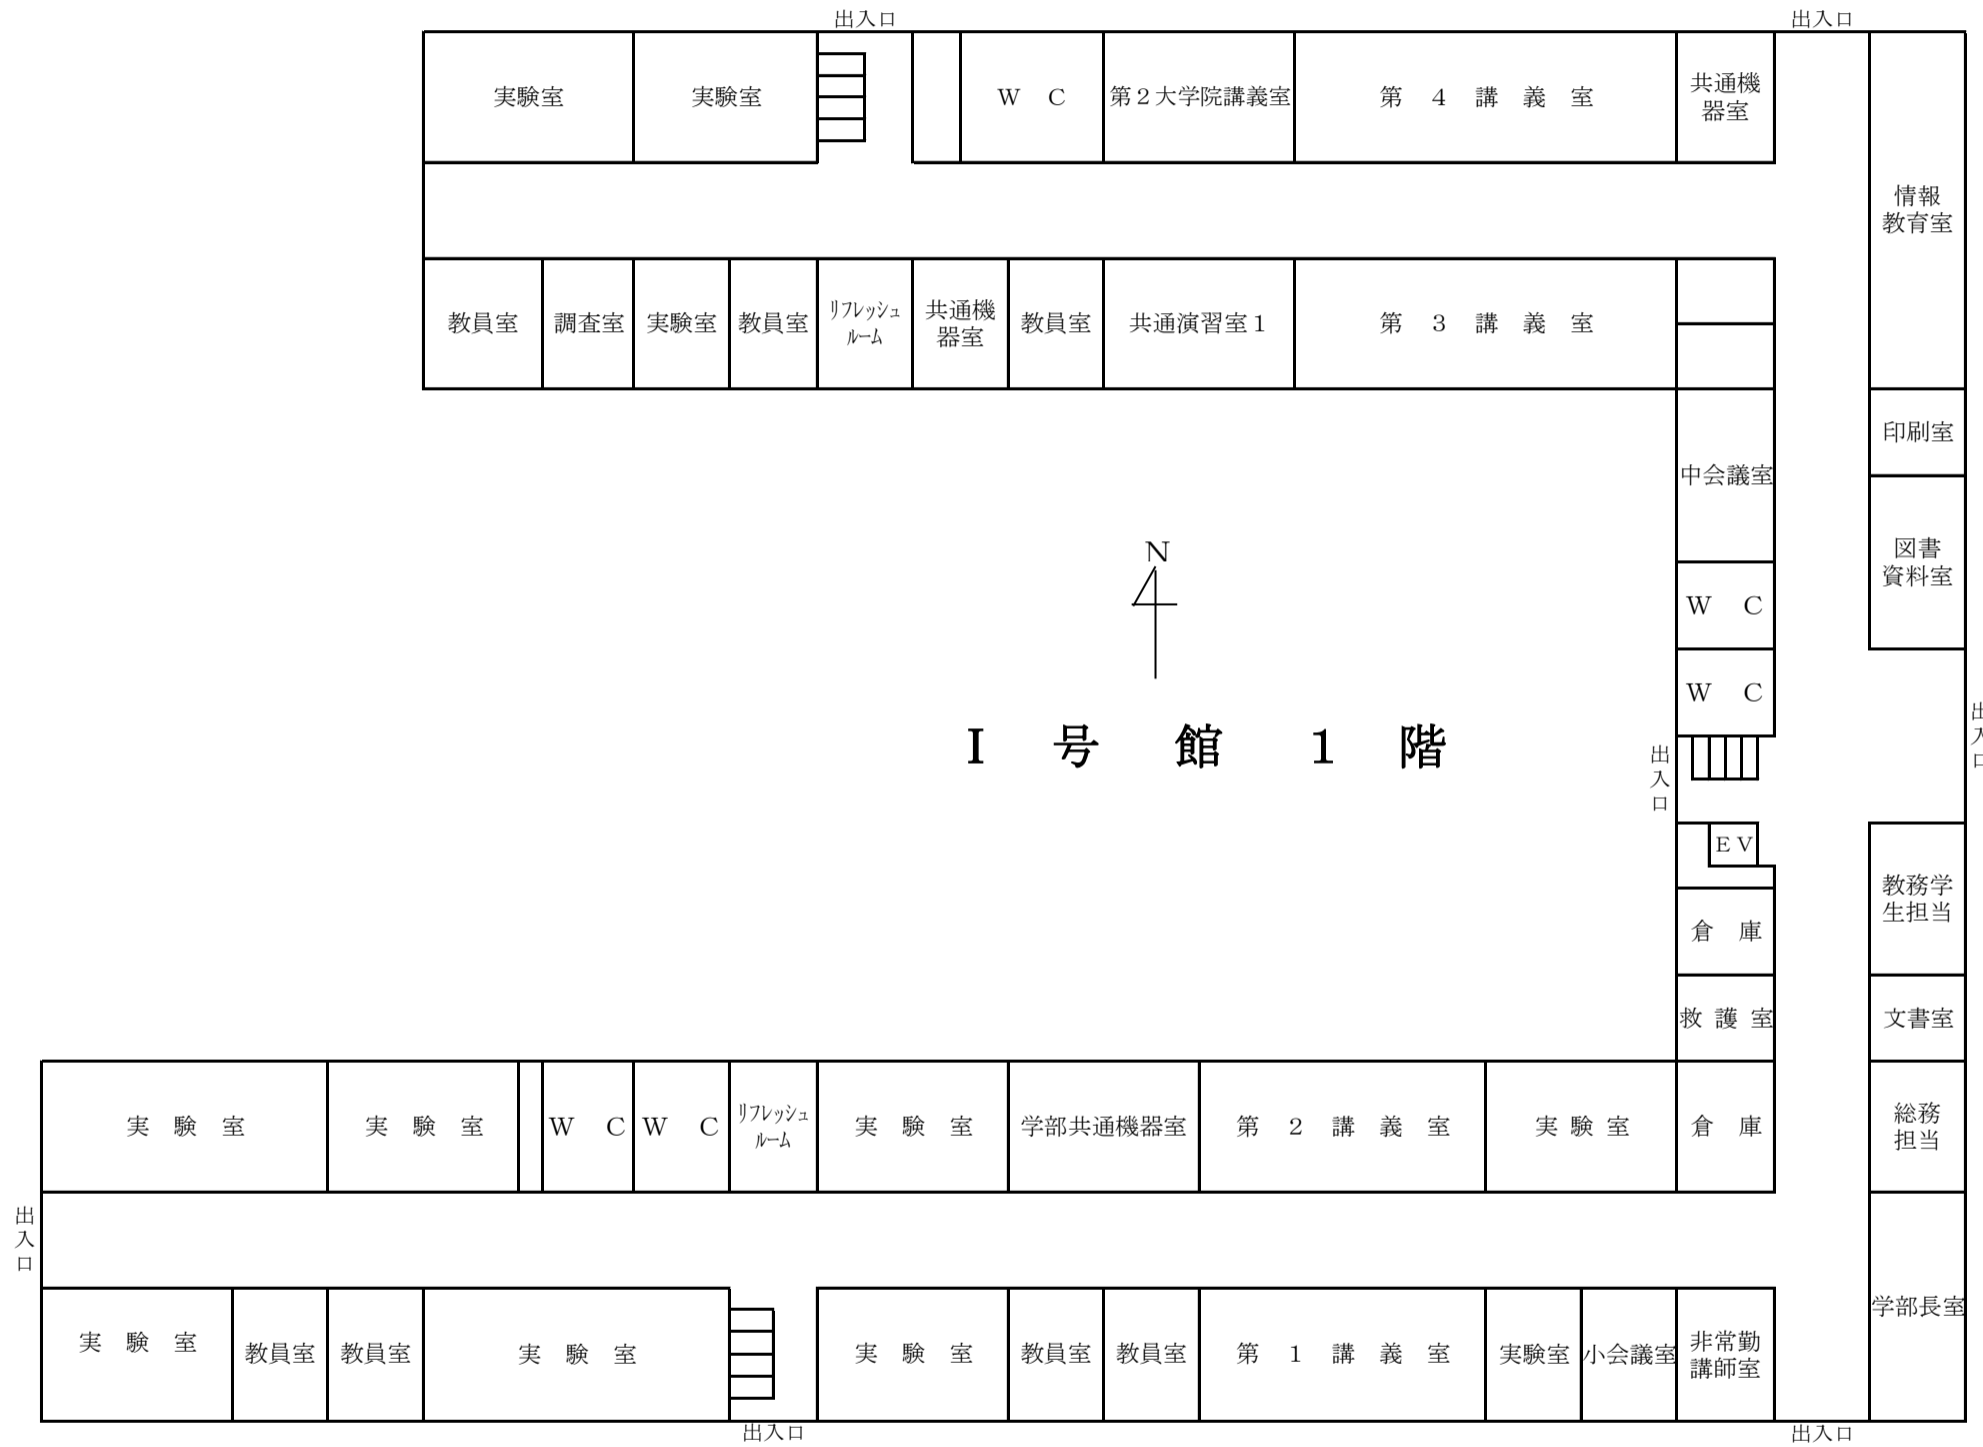 出入口
出入口
実験室
実験室
W C
第２大学院講義室
第 4 講 義 室
共通機
器室
情報
教育室
教員室
調査室
実験室
教員室
ﾘﾌﾚｯｼｭ
ﾙｰﾑ
共通機
器室
教員室
共通演習室１
第 3 講 義 室
印刷室
中会議室
図書
資料室
N
W C
W C
Ｉ 号 館 １ 階
出入口
出入口
ＥＶ
教務学
生担当
倉 庫
救 護 室
文書室
実 験 室
実 験 室
W C
W C
ﾘﾌﾚｯｼｭ
ﾙｰﾑ
実 験 室
学部共通機器室
第 2 講 義 室
実 験 室
倉 庫
総務
担当
出入口
学部長室
実 験 室
教員室
教員室
実 験 室
実 験 室
教員室
教員室
第 1 講 義 室
実験室
小会議室
非常勤
講師室
出入口
出入口